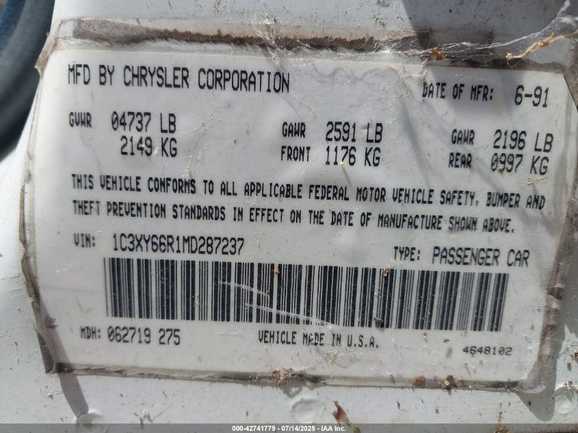 MFD BY CHRYSLER CORPORATION DATE OF MFR: 6-91
GVWR 04737 LB GAWR 2591 LB GAWR 2196 LB
2149 KG FRONT 1176 KG REAR 0997 KG
THIS VEHICLE CONFORMS TO ALL APPLICABLE FEDERAL MOTOR VEHICLE SAFETY, BUMPER AND
THEFT PREVENTION STANDARDS IN EFFECT ON THE DATE OF MANUFACTURE SHOWN ABOVE.
VIN: 1C3XY66R1MD287237 TYPE: PASSENGER CAR
MDH: 062719 275 VEHICLE MADE IN U.S.A. 4648102
000-42741779 - 07/14/2025 - IAA Inc.